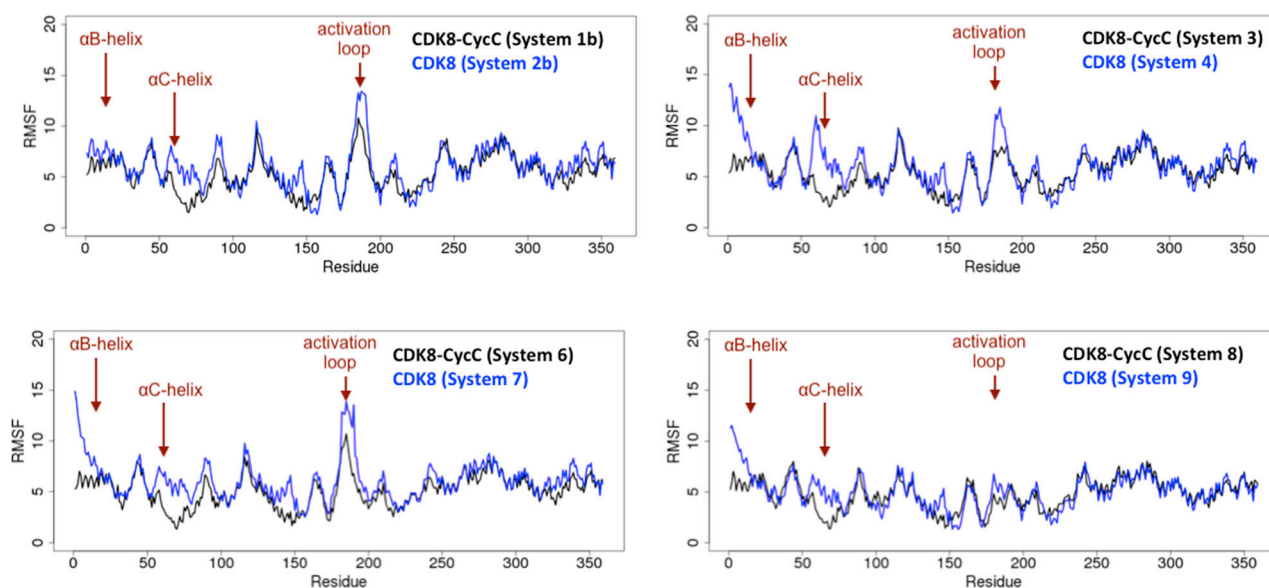 20
15
10
5
0
RMSF
αB-helix
αC-helix
activation
loop
CDK8-CycC (System 1b)
CDK8 (System 2b)
0 50 100 150 200 250 300 350
Residue
20
15
10
5
0
RMSF
αB-helix
αC-helix
activation
loop
CDK8-CycC (System 3)
CDK8 (System 4)
0 50 100 150 200 250 300 350
Residue
20
15
10
5
0
RMSF
αB-helix
αC-helix
activation
loop
CDK8-CycC (System 6)
CDK8 (System 7)
0 50 100 150 200 250 300 350
Residue
20
15
10
5
0
RMSF
αB-helix
αC-helix
activation
loop
CDK8-CycC (System 8)
CDK8 (System 9)
0 50 100 150 200 250 300 350
Residue